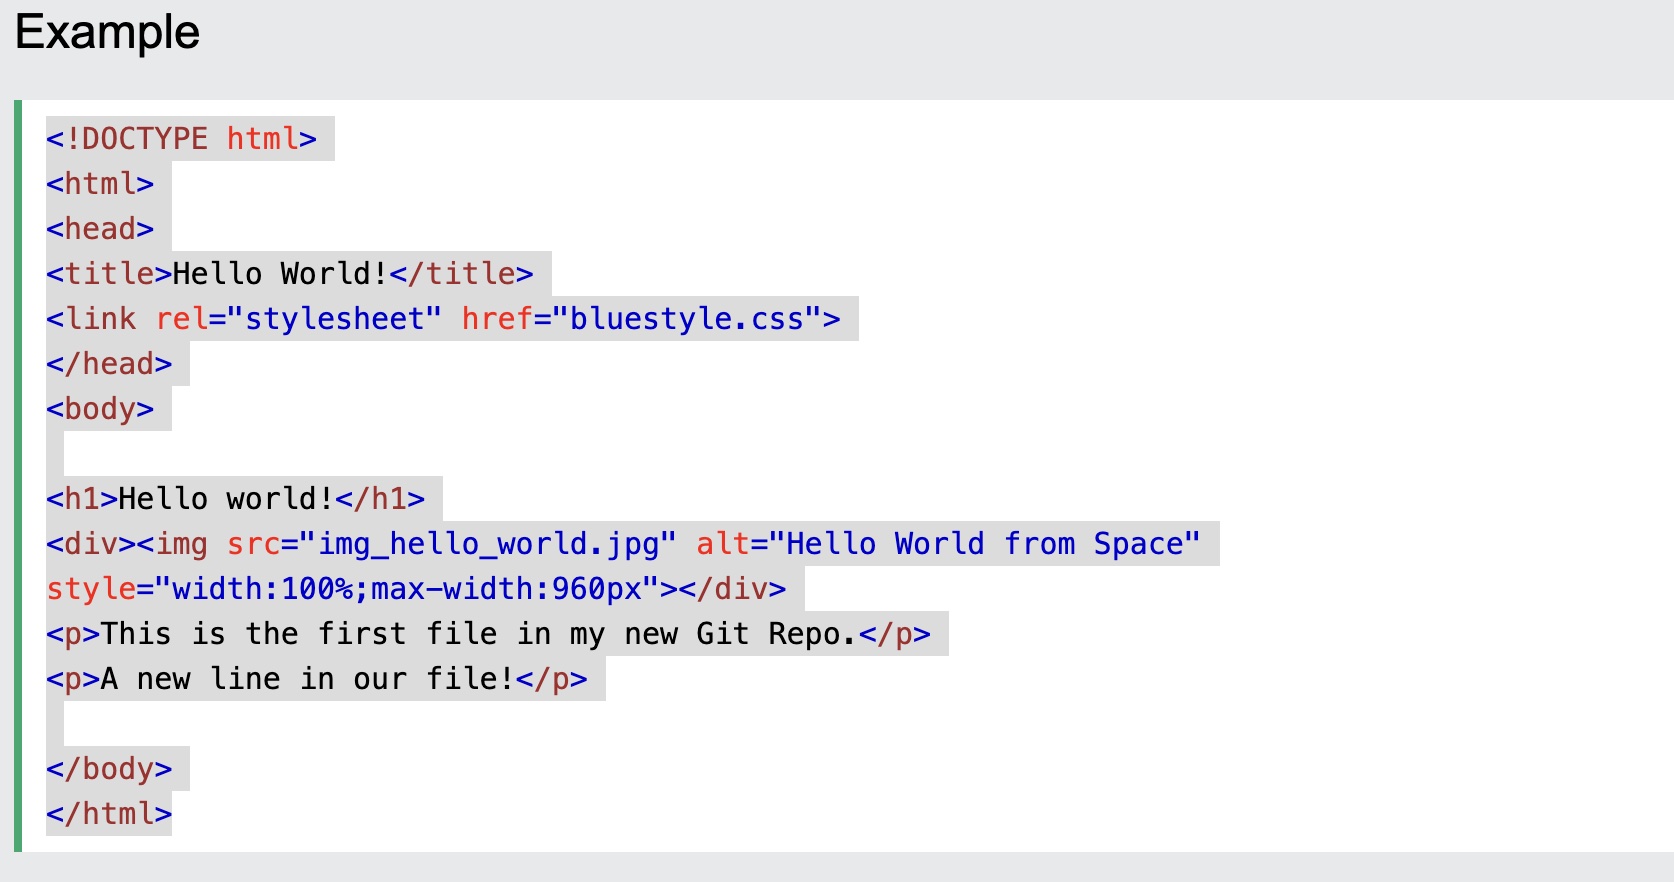 Example
<!DOCTYPE html>
<html>
<head>
<title>Hello World!</title>
<link rel="stylesheet" href="bluestyle.css">
</head>
<body>
<h1>Hello world!</h1>
<div><img src="img_hello_world.jpg" alt="Hello World from Space"
style="width:100%;max-width:960px"></div>
<p>This is the first file in my new Git Repo.</p>
<p>A new line in our file!</p>
</body>
</html>